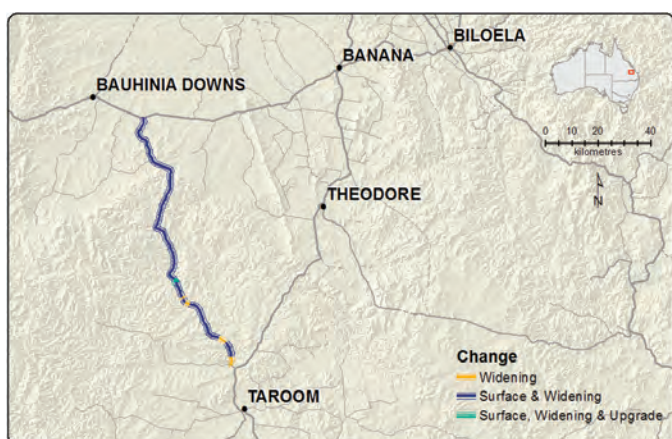 BILOELA
BANANA
BAUHINIA DOWNS
0 10 20 40
kilometres
N
THEODORE
Change
Widening
Surface & Widening
Surface, Widening & Upgrade
TAROOM